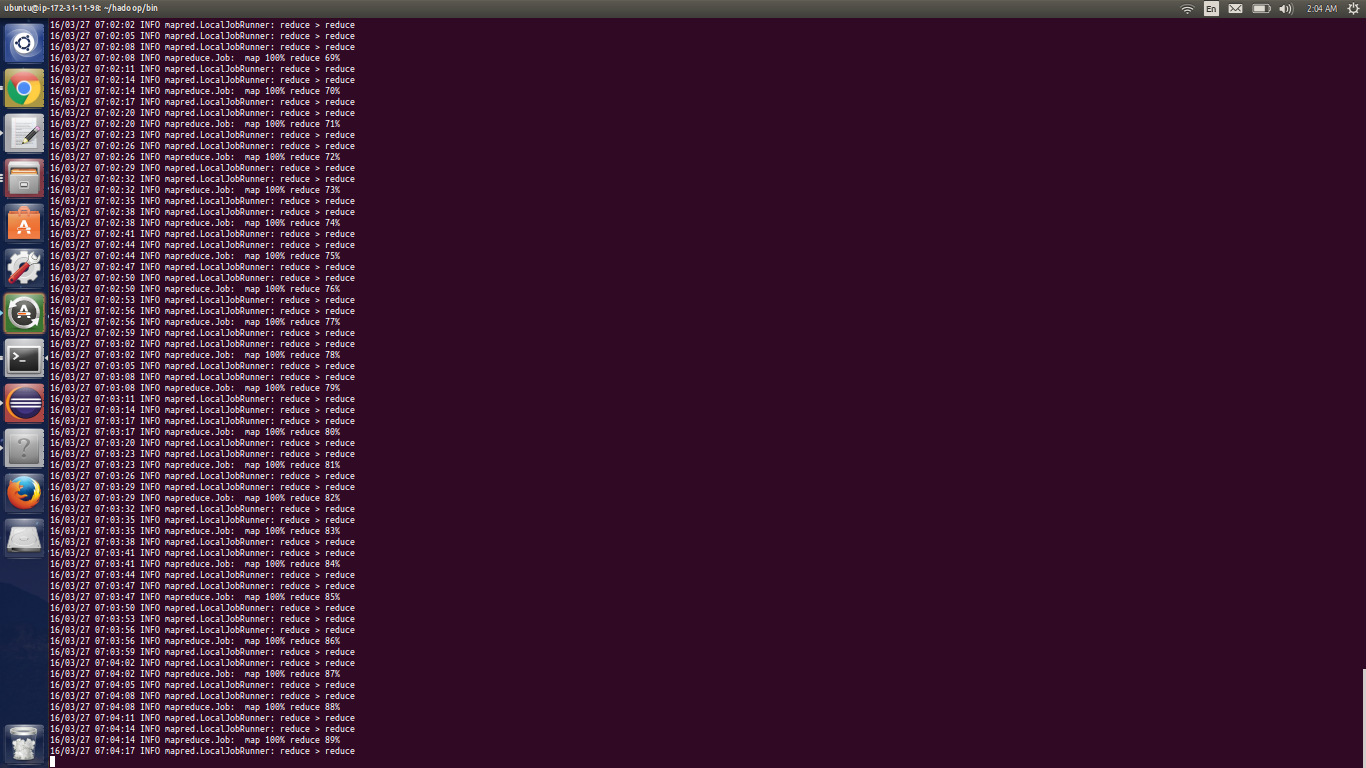 ubuntu@ip-172-31-11-98: ~/hadoop/bin
En
2:04 AM
16/03/27 07:02:02 INFO mapred.LocalJobRunner: reduce > reduce
16/03/27 07:02:05 INFO mapred.LocalJobRunner: reduce > reduce
16/03/27 07:02:08 INFO mapred.LocalJobRunner: reduce > reduce
16/03/27 07:02:08 INFO mapreduce.Job:  map 100% reduce 69%
16/03/27 07:02:11 INFO mapred.LocalJobRunner: reduce > reduce
16/03/27 07:02:14 INFO mapred.LocalJobRunner: reduce > reduce
16/03/27 07:02:14 INFO mapreduce.Job:  map 100% reduce 70%
16/03/27 07:02:17 INFO mapred.LocalJobRunner: reduce > reduce
16/03/27 07:02:20 INFO mapred.LocalJobRunner: reduce > reduce
16/03/27 07:02:20 INFO mapreduce.Job:  map 100% reduce 71%
16/03/27 07:02:23 INFO mapred.LocalJobRunner: reduce > reduce
16/03/27 07:02:26 INFO mapred.LocalJobRunner: reduce > reduce
16/03/27 07:02:26 INFO mapreduce.Job:  map 100% reduce 72%
16/03/27 07:02:29 INFO mapred.LocalJobRunner: reduce > reduce
16/03/27 07:02:32 INFO mapred.LocalJobRunner: reduce > reduce
16/03/27 07:02:32 INFO mapreduce.Job:  map 100% reduce 73%
16/03/27 07:02:35 INFO mapred.LocalJobRunner: reduce > reduce
16/03/27 07:02:38 INFO mapred.LocalJobRunner: reduce > reduce
16/03/27 07:02:38 INFO mapreduce.Job:  map 100% reduce 74%
16/03/27 07:02:41 INFO mapred.LocalJobRunner: reduce > reduce
16/03/27 07:02:44 INFO mapred.LocalJobRunner: reduce > reduce
16/03/27 07:02:44 INFO mapreduce.Job:  map 100% reduce 75%
16/03/27 07:02:47 INFO mapred.LocalJobRunner: reduce > reduce
16/03/27 07:02:50 INFO mapred.LocalJobRunner: reduce > reduce
16/03/27 07:02:50 INFO mapreduce.Job:  map 100% reduce 76%
16/03/27 07:02:53 INFO mapred.LocalJobRunner: reduce > reduce
16/03/27 07:02:56 INFO mapred.LocalJobRunner: reduce > reduce
16/03/27 07:02:56 INFO mapreduce.Job:  map 100% reduce 77%
16/03/27 07:02:59 INFO mapred.LocalJobRunner: reduce > reduce
16/03/27 07:03:02 INFO mapred.LocalJobRunner: reduce > reduce
16/03/27 07:03:02 INFO mapreduce.Job:  map 100% reduce 78%
16/03/27 07:03:05 INFO mapred.LocalJobRunner: reduce > reduce
16/03/27 07:03:08 INFO mapred.LocalJobRunner: reduce > reduce
16/03/27 07:03:08 INFO mapreduce.Job:  map 100% reduce 79%
16/03/27 07:03:11 INFO mapred.LocalJobRunner: reduce > reduce
16/03/27 07:03:14 INFO mapred.LocalJobRunner: reduce > reduce
16/03/27 07:03:17 INFO mapred.LocalJobRunner: reduce > reduce
16/03/27 07:03:17 INFO mapreduce.Job:  map 100% reduce 80%
16/03/27 07:03:20 INFO mapred.LocalJobRunner: reduce > reduce
16/03/27 07:03:23 INFO mapred.LocalJobRunner: reduce > reduce
16/03/27 07:03:23 INFO mapreduce.Job:  map 100% reduce 81%
16/03/27 07:03:26 INFO mapred.LocalJobRunner: reduce > reduce
16/03/27 07:03:29 INFO mapred.LocalJobRunner: reduce > reduce
16/03/27 07:03:29 INFO mapreduce.Job:  map 100% reduce 82%
16/03/27 07:03:32 INFO mapred.LocalJobRunner: reduce > reduce
16/03/27 07:03:35 INFO mapred.LocalJobRunner: reduce > reduce
16/03/27 07:03:35 INFO mapreduce.Job:  map 100% reduce 83%
16/03/27 07:03:38 INFO mapred.LocalJobRunner: reduce > reduce
16/03/27 07:03:41 INFO mapred.LocalJobRunner: reduce > reduce
16/03/27 07:03:41 INFO mapreduce.Job:  map 100% reduce 84%
16/03/27 07:03:44 INFO mapred.LocalJobRunner: reduce > reduce
16/03/27 07:03:47 INFO mapred.LocalJobRunner: reduce > reduce
16/03/27 07:03:47 INFO mapreduce.Job:  map 100% reduce 85%
16/03/27 07:03:50 INFO mapred.LocalJobRunner: reduce > reduce
16/03/27 07:03:53 INFO mapred.LocalJobRunner: reduce > reduce
16/03/27 07:03:56 INFO mapred.LocalJobRunner: reduce > reduce
16/03/27 07:03:56 INFO mapreduce.Job:  map 100% reduce 86%
16/03/27 07:03:59 INFO mapred.LocalJobRunner: reduce > reduce
16/03/27 07:04:02 INFO mapred.LocalJobRunner: reduce > reduce
16/03/27 07:04:02 INFO mapreduce.Job:  map 100% reduce 87%
16/03/27 07:04:05 INFO mapred.LocalJobRunner: reduce > reduce
16/03/27 07:04:08 INFO mapred.LocalJobRunner: reduce > reduce
16/03/27 07:04:08 INFO mapreduce.Job:  map 100% reduce 88%
16/03/27 07:04:11 INFO mapred.LocalJobRunner: reduce > reduce
16/03/27 07:04:14 INFO mapred.LocalJobRunner: reduce > reduce
16/03/27 07:04:14 INFO mapreduce.Job:  map 100% reduce 89%
16/03/27 07:04:17 INFO mapred.LocalJobRunner: reduce > reduce